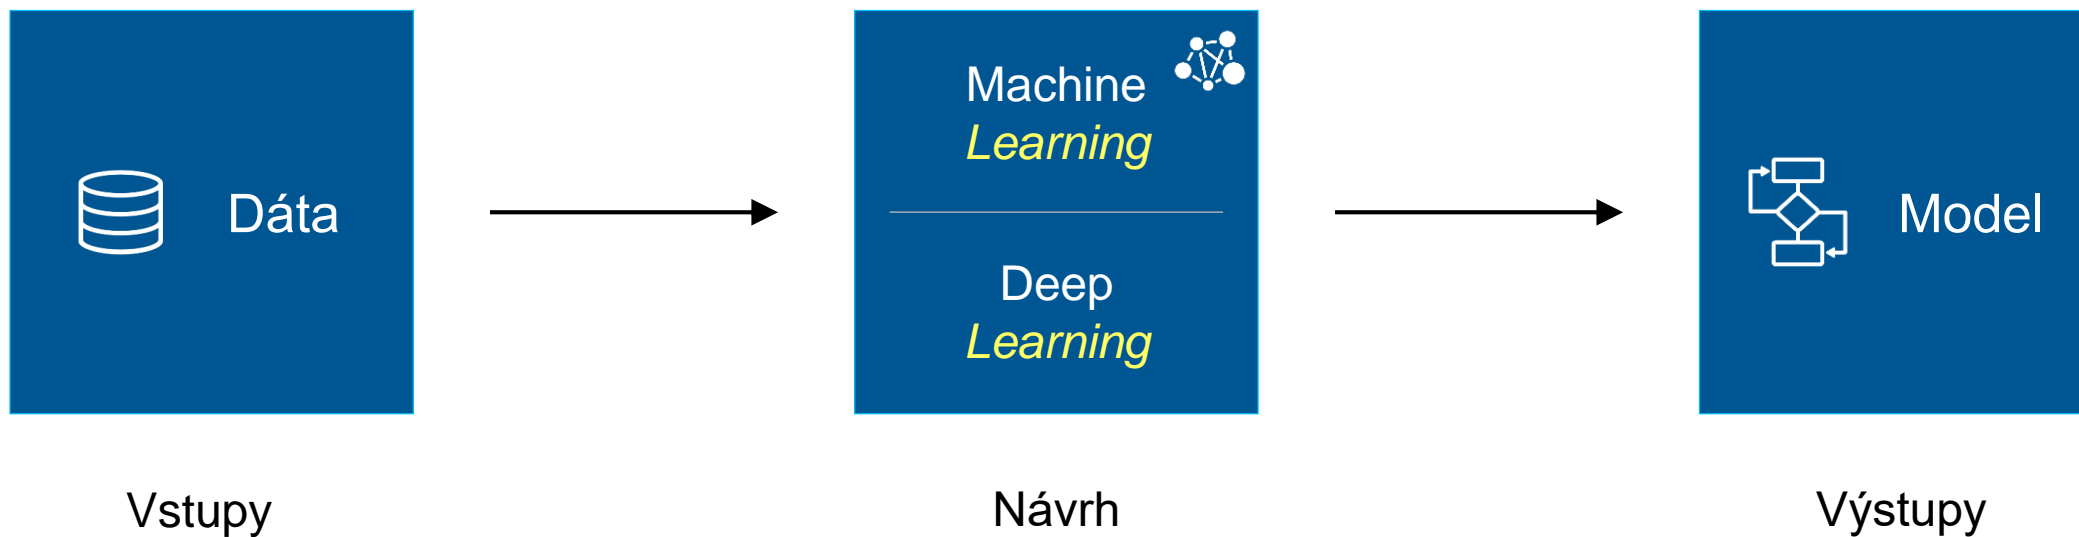 Dáta
Machine
Learning
Deep
Learning
Model
Vstupy
Návrh
Výstupy